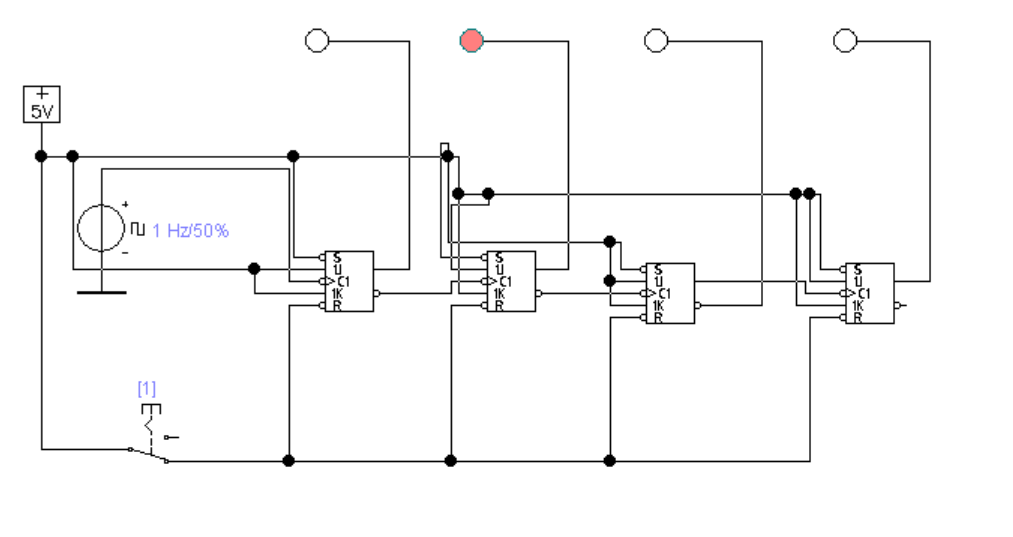 +
5V
+
1 Hz/50%
-
S
U
C1
1K
R
S
U
C1
1K
R
S
U
C1
1K
R
S
U
C1
1K
R
[1]